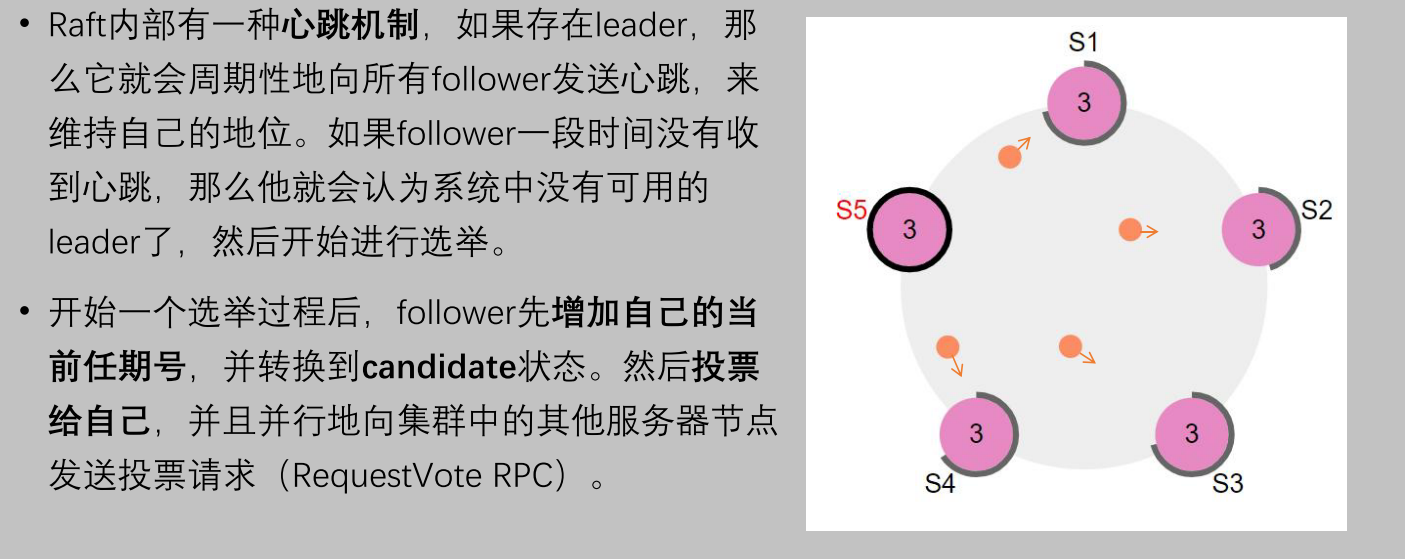 • Raft内部有一种心跳机制，如果存在leader，那
么它就会周期性地向所有follower发送心跳，来
维持自己的地位。如果follower一段时间没有收
到心跳，那么他就会认为系统中没有可用的
leader了，然后开始进行选举。
• 开始一个选举过程后，follower先增加自己的当
前任期号，并转换到candidate状态。然后投票
给自己，并且并行地向集群中的其他服务器节点
发送投票请求（RequestVote RPC）。
S1
3
S5
3
3
S2
3
S4
3
S3